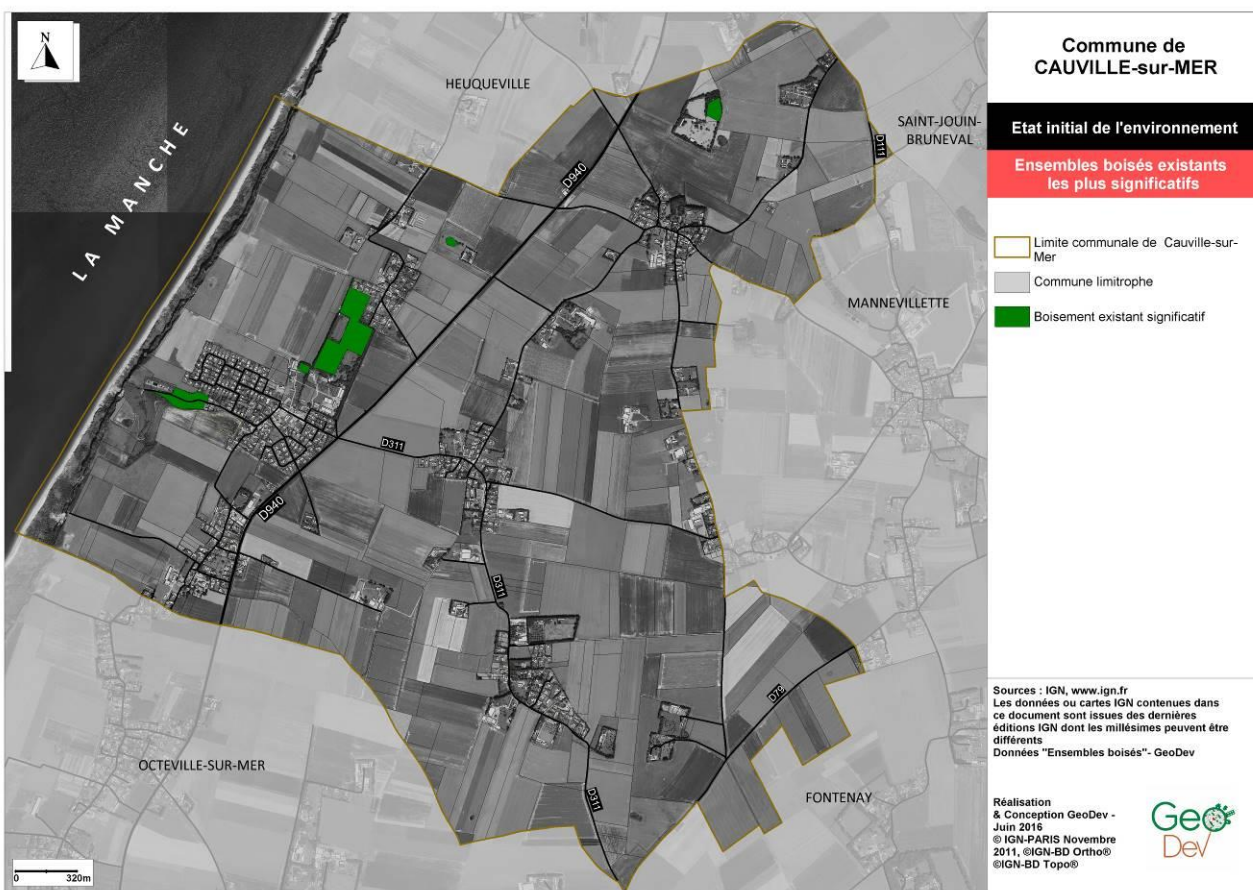 N
HEUQUEVILLE
SAINT-JOUIN-
BRUNEVAL
D111
LA MANCHE
D940
MANNEVILLETTE
D311
D940
D311
D79
OCTEVILLE-SUR-MER
FONTENAY
D311
0 320m
Commune de
CAUVILLE-sur-MER
Etat initial de l'environnement
Ensembles boisés existants
les plus significatifs
Limite communale de Cauville-sur-
Mer
Commune limitrophe
Boisement existant significatif
Sources : IGN, www.ign.fr
Les données ou cartes IGN contenues dans
ce document sont issues des dernières
éditions IGN dont les millésimes peuvent être
différents
Données "Ensembles boisés"- GeoDev
Réalisation
& Conception GeoDev -
Juin 2016
© IGN-PARIS Novembre
2011, ©IGN-BD Ortho®
©IGN-BD Topo®
Geo
Dev